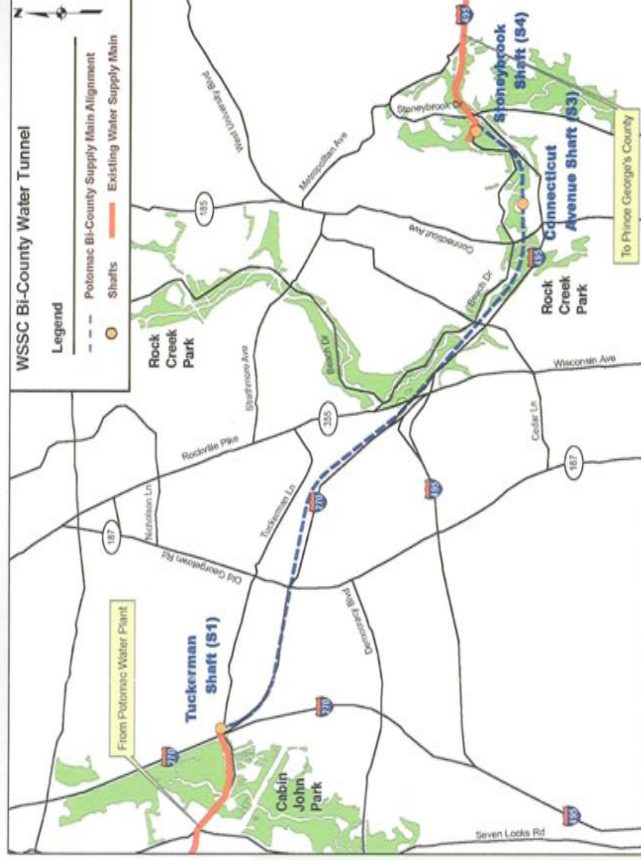 WSSC Bi-County Water Tunnel
Legend
Potomac Bi-County Supply Main Alignment
Shafts
Existing Water Supply Main
N
West University Blvd
Metropolitan Ave
185
Rock
Creek
Park
Strathmore Ave
Beach Dr
Connecticut Ave
Stoneybrook Dr
495
Stoneybrook
Shaft (S4)
Connecticut
Avenue Shaft (S3)
To Prince George's County
495
Rock
Creek
Park
Beach Dr
Wisconsin Ave
Cedar Ln
187
355
Rockville Pike
Nicholson Ln
187
Tuckerman Ln
270
495
Old Georgetown Rd
Democracy Blvd
From Potomac Water Plant
Tuckerman
Shaft (S1)
270
270
Cabin
John
Park
495
Seven Locks Rd